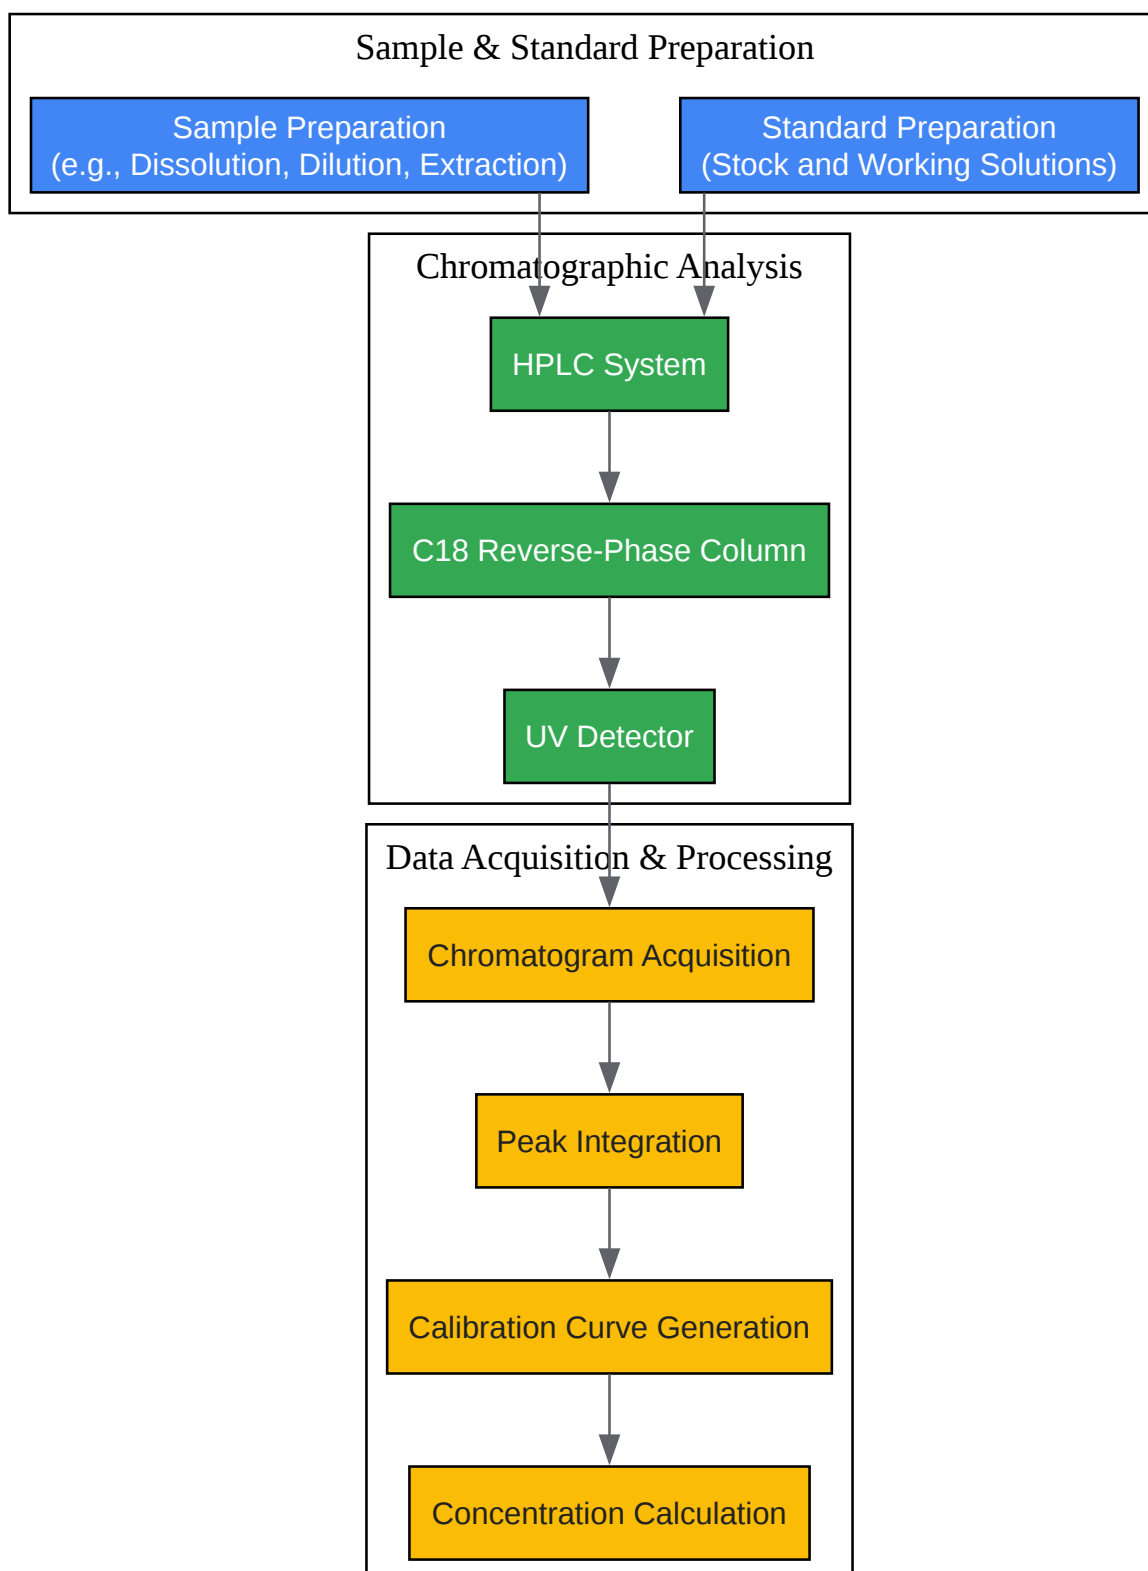 Sample & Standard Preparation
Sample Preparation
(e.g., Dissolution, Dilution, Extraction)
Standard Preparation
(Stock and Working Solutions)
Chromatographic Analysis
HPLC System
C18 Reverse-Phase Column
UV Detector
Data Acquisition & Processing
Chromatogram Acquisition
Peak Integration
Calibration Curve Generation
Concentration Calculation